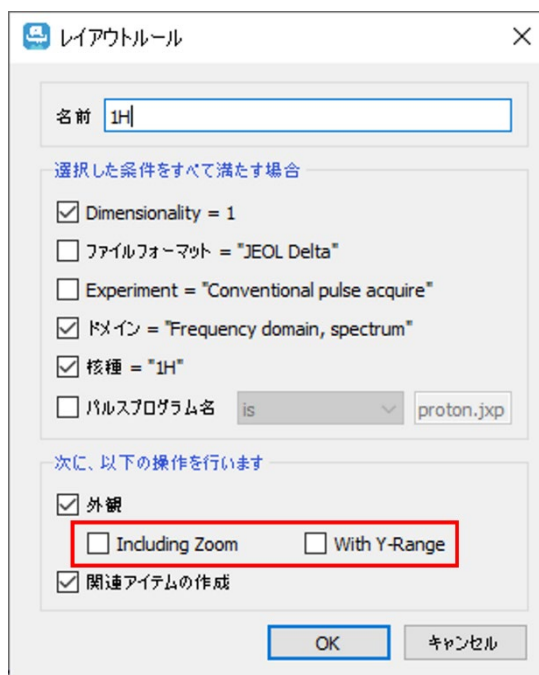 レイアウトルール
名前 1H
選択した条件をすべて満たす場合
Dimensionality = 1
ファイルフォーマット = "JEOL Delta"
Experiment = "Conventional pulse acquire"
ドメイン = "Frequency domain, spectrum"
核種 = "1H"
パルスプログラム名 is proton.jxp
次に、以下の操作を行います
外観
Including Zoom With Y-Range
関連アイテムの作成
OK キャンセル